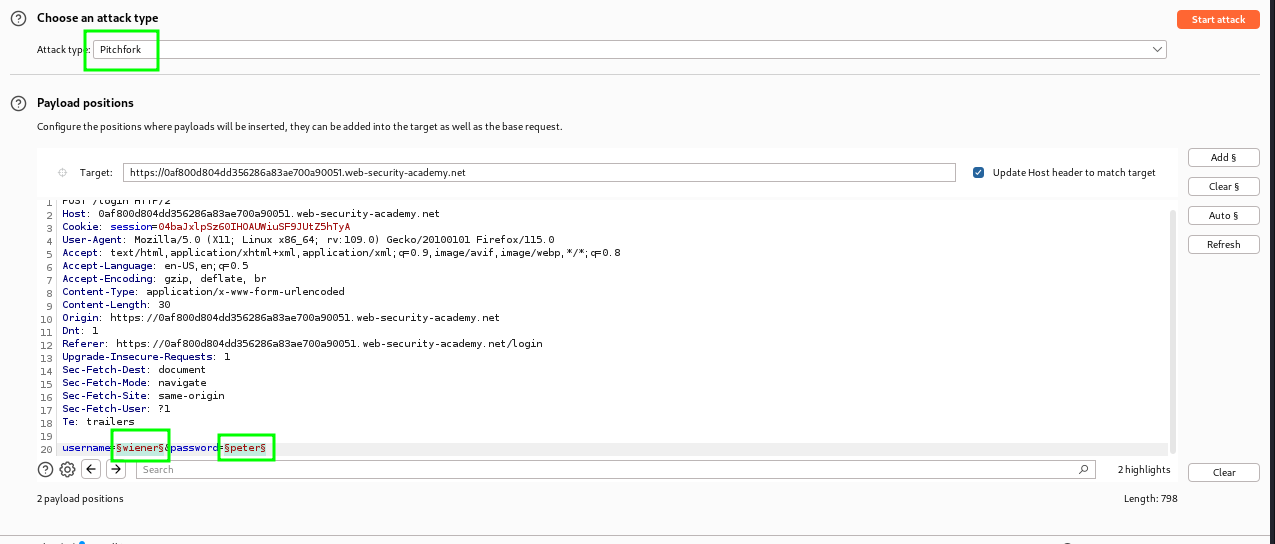 Choose an attack type
Start attack
Attack type: Pitchfork
Payload positions
Configure the positions where payloads will be inserted, they can be added into the target as well as the base request.
Add §
Target: https://0af800d804dd356286a83ae700a90051.web-security-academy.net
Update Host header to match target
Clear §
1 POST /login HTTP/2
2 Host: 0af800d804dd356286a83ae700a90051.web-security-academy.net
Auto §
3 Cookie: session=04baJxlpSz60IHOAUWiuSF9JUtZ5hTyA
4 User-Agent: Mozilla/5.0 (X11; Linux x86_64; rv:109.0) Gecko/20100101 Firefox/115.0
Refresh
5 Accept: text/html,application/xhtml+xml,application/xml;q=0.9,image/avif,image/webp,*/*;q=0.8
6 Accept-Language: en-US,en;q=0.5
7 Accept-Encoding: gzip, deflate, br
8 Content-Type: application/x-www-form-urlencoded
9 Content-Length: 30
10 Origin: https://0af800d804dd356286a83ae700a90051.web-security-academy.net
11 Dnt: 1
12 Referer: https://0af800d804dd356286a83ae700a90051.web-security-academy.net/login
13 Upgrade-Insecure-Requests: 1
14 Sec-Fetch-Dest: document
15 Sec-Fetch-Mode: navigate
16 Sec-Fetch-Site: same-origin
17 Sec-Fetch-User: ?1
18 Te: trailers
19
20 username=§wiener§&password=§peter§
Search
2 highlights
Clear
2 payload positions
Length: 798